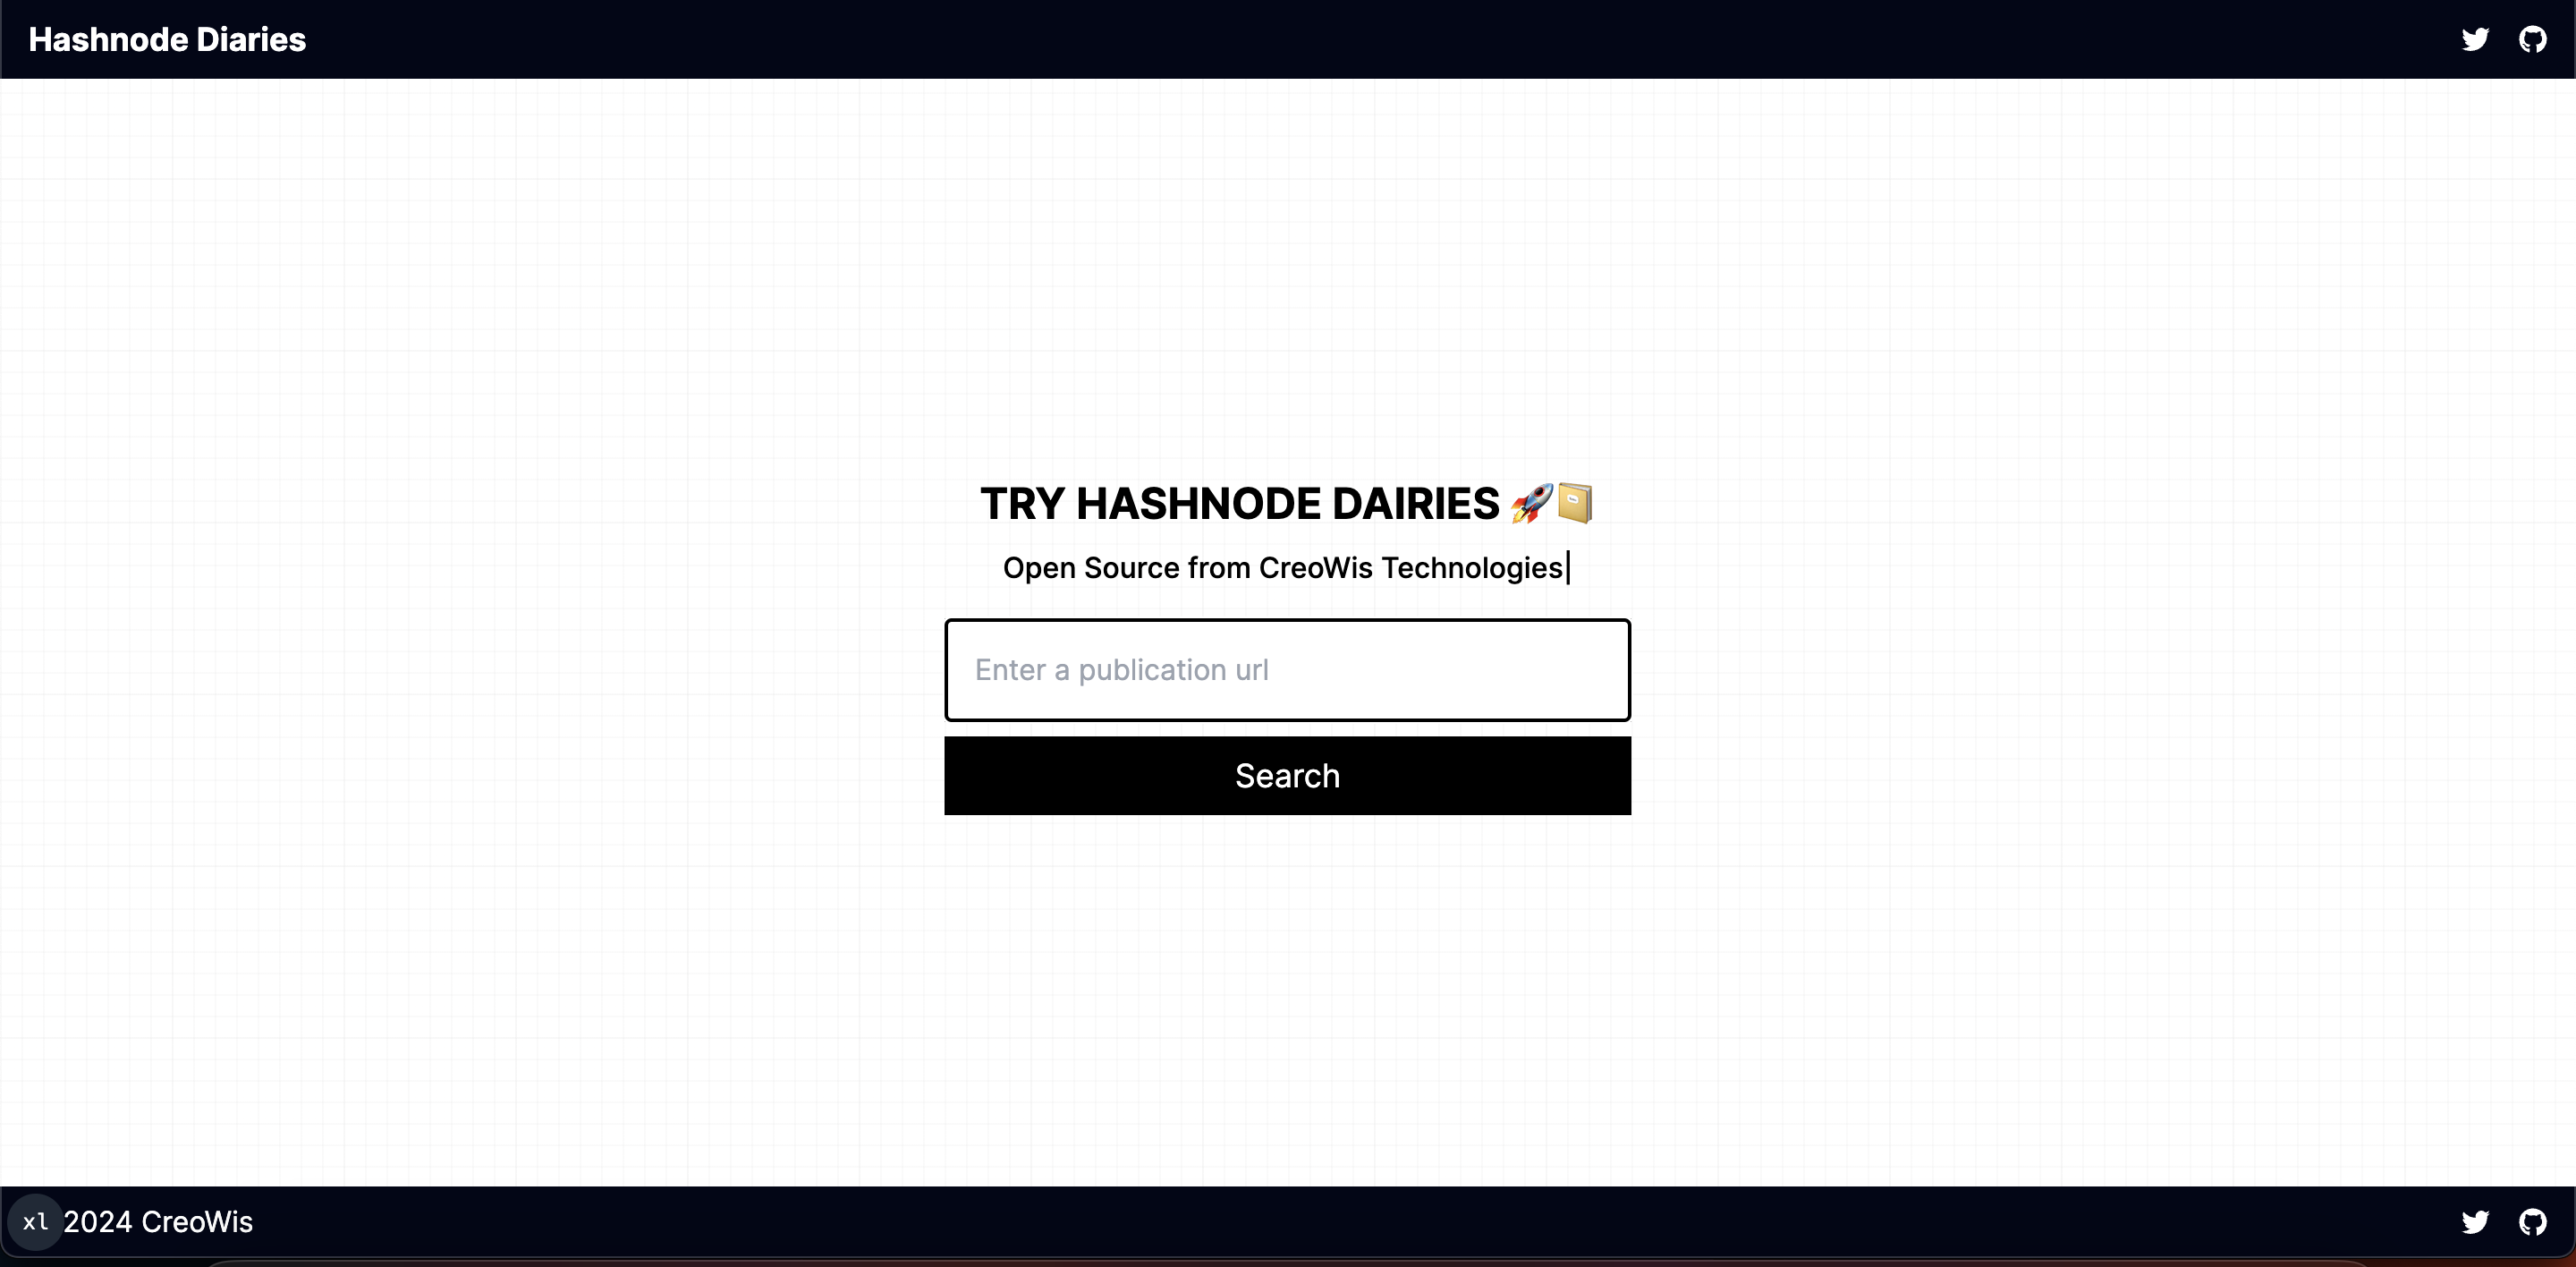 Hashnode Diaries
TRY HASHNODE DAIRIES 🚀📔
Open Source from CreoWis Technologies|
Enter a publication url
Search
xl
2024 CreoWis